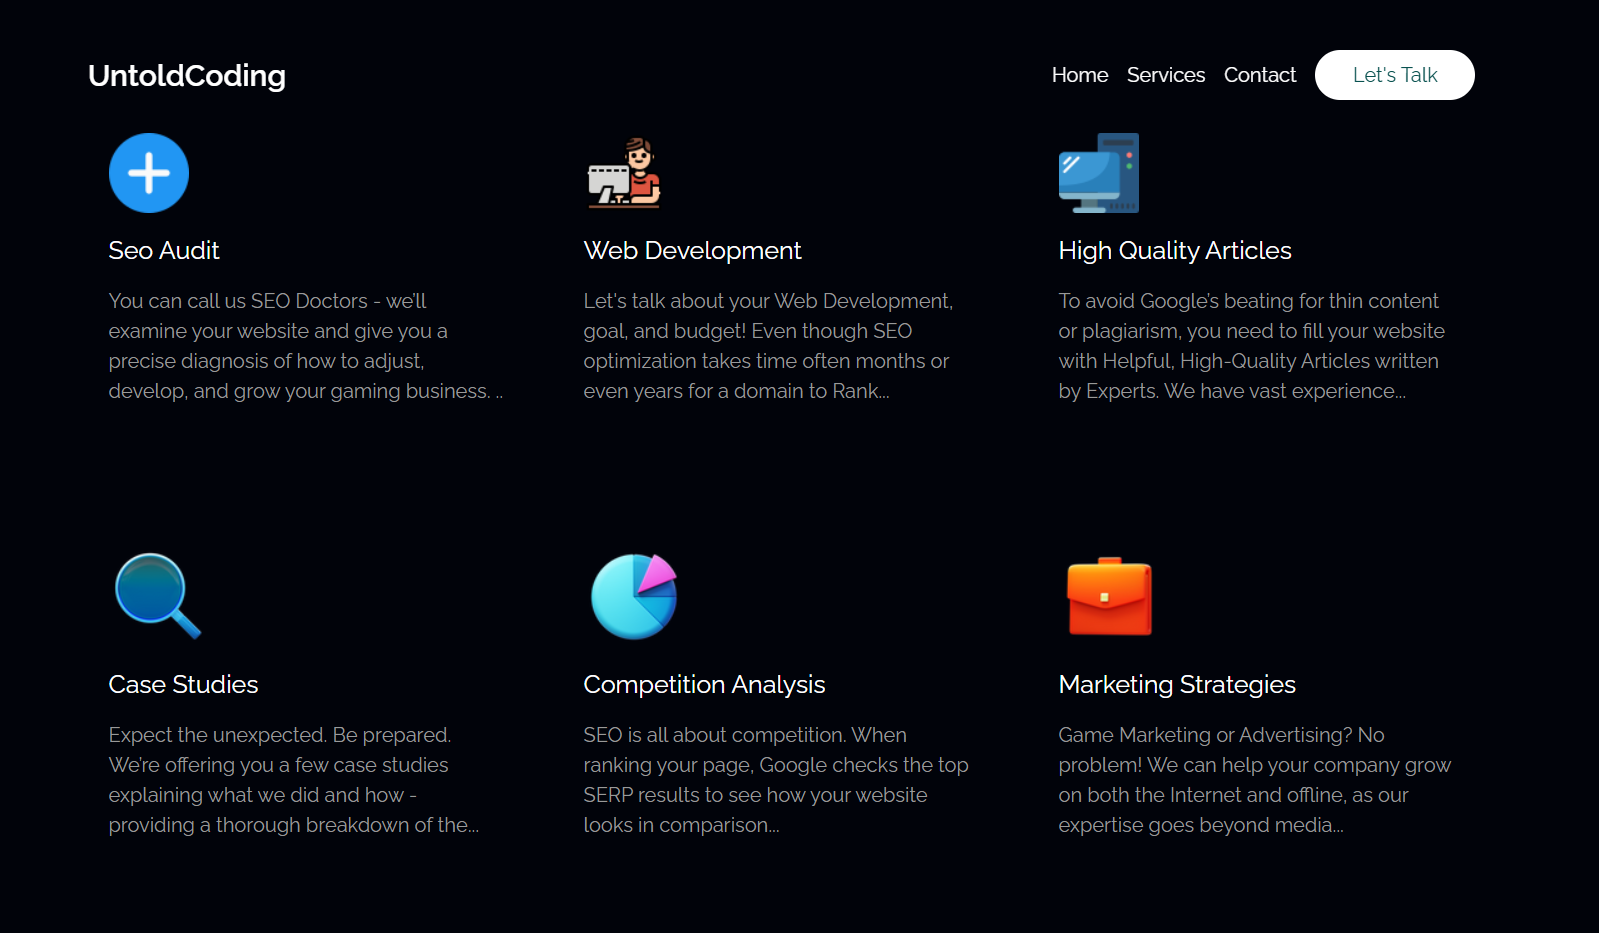 UntoldCoding
Home Services Contact Let's Talk
Seo Audit
You can call us SEO Doctors - we'll
examine your website and give you a
precise diagnosis of how to adjust,
develop, and grow your gaming business. ..
Web Development
Let's talk about your Web Development,
goal, and budget! Even though SEO
optimization takes time often months or
even years for a domain to Rank...
High Quality Articles
To avoid Google’s beating for thin content
or plagiarism, you need to fill your website
with Helpful, High-Quality Articles written
by Experts. We have vast experience...
Case Studies
Expect the unexpected. Be prepared.
We’re offering you a few case studies
explaining what we did and how -
providing a thorough breakdown of the...
Competition Analysis
SEO is all about competition. When
ranking your page, Google checks the top
SERP results to see how your website
looks in comparison...
Marketing Strategies
Game Marketing or Advertising? No
problem! We can help your company grow
on both the Internet and offline, as our
expertise goes beyond media...